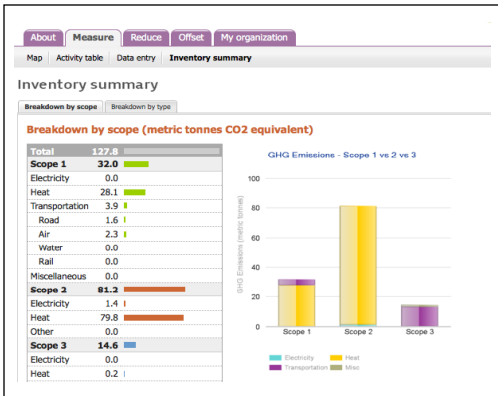 About Measure Reduce Offset My organization
Map Activity table Data entry Inventory summary
Inventory summary
Breakdown by scope Breakdown by type
Breakdown by scope (metric tonnes CO2 equivalent)
Total 127.8
Scope 1 32.0
Electricity 0.0
Heat 28.1
Transportation 3.9
Road 1.6
Air 2.3
Water 0.0
Rail 0.0
Miscellaneous 0.0
Scope 2 81.2
Electricity 1.4
Heat 79.8
Other 0.0
Scope 3 14.6
Electricity 0.0
Heat 0.2
GHG Emissions - Scope 1 vs 2 vs 3
GHG Emissions (metric tonnes)
100
80
60
40
20
0
Scope 1 Scope 2 Scope 3
Electricity Heat
Transportation Misc